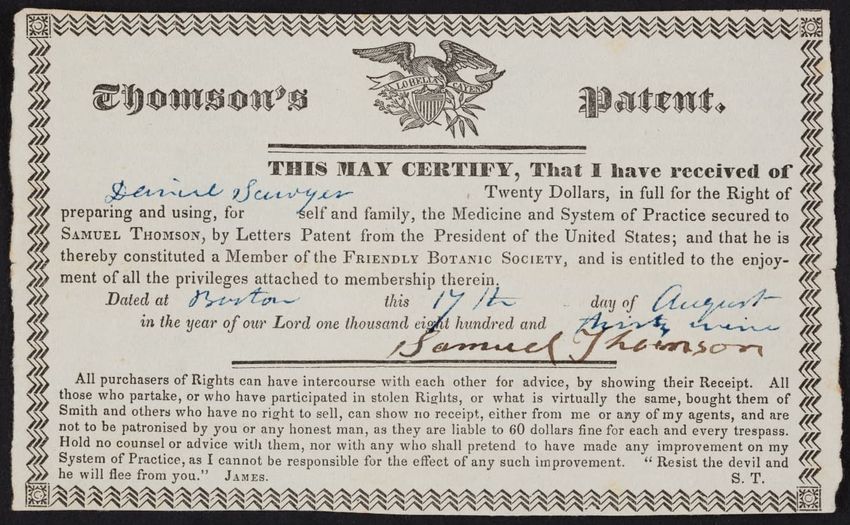 Thomson's Patent.
LOBELIA CAYENNE
THIS MAY CERTIFY, That I have received of
Daniel Sawyer Twenty Dollars, in full for the Right of
preparing and using, for self and family, the Medicine and System of Practice secured to
SAMUEL THOMSON, by Letters Patent from the President of the United States; and that he is
thereby constituted a Member of the FRIENDLY BOTANIC SOCIETY, and is entitled to the enjoy-
ment of all the privileges attached to membership therein.
Dated at Boston this 17th day of August
in the year of our Lord one thousand eight hundred and thirty nine
Samuel Thomson
All purchasers of Rights can have intercourse with each other for advice, by showing their Receipt. All
those who partake, or who have participated in stolen Rights, or what is virtually the same, bought them of
Smith and others who have no right to sell, can show no receipt, either from me or any of my agents, and are
not to be patronised by you or any honest man, as they are liable to 60 dollars fine for each and every trespass.
Hold no counsel or advice with them, nor with any who shall pretend to have made any improvement on my
System of Practice, as I cannot be responsible for the effect of any such improvement. "Resist the devil and
he will flee from you." JAMES. S. T.